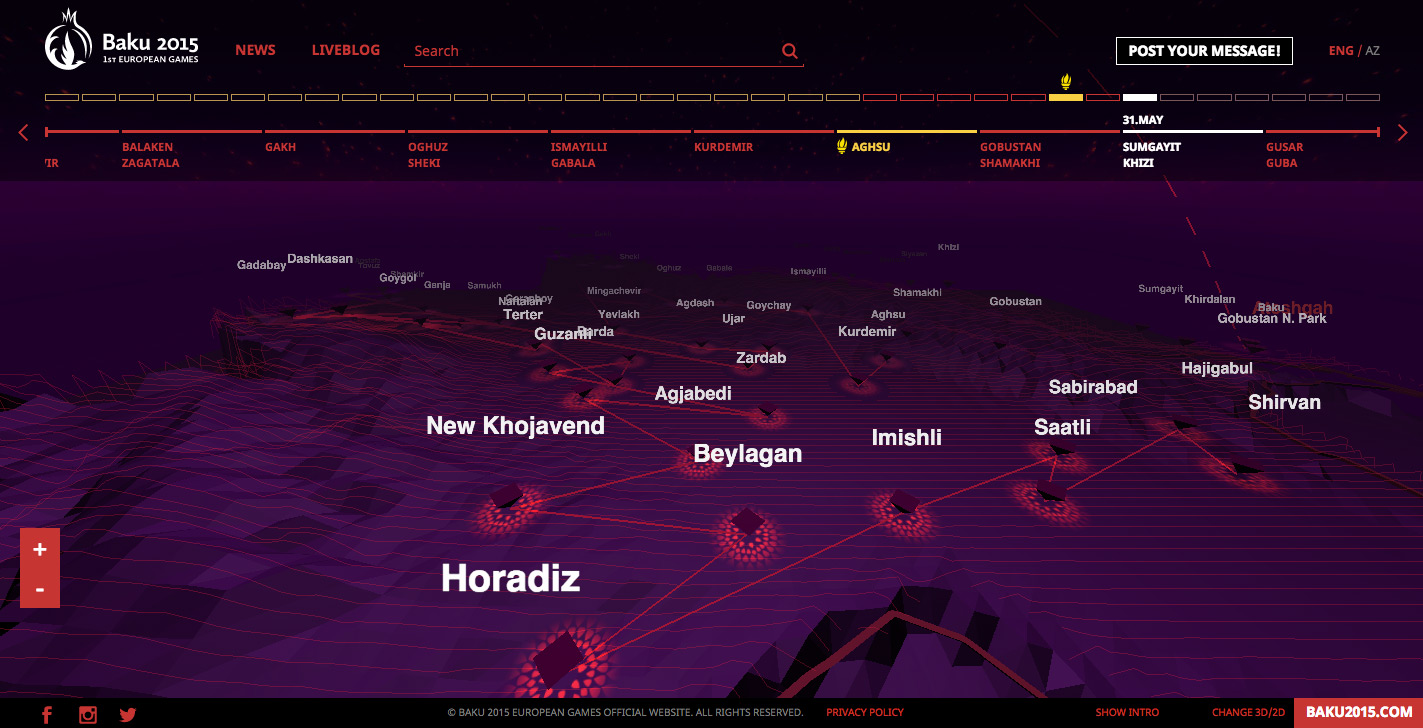 Baku 2015
1ST EUROPEAN GAMES
NEWS
LIVEBLOG
Search
POST YOUR MESSAGE!
ENG / AZ
31.MAY
BALAKEN
ZAGATALA
GAKH
OGHUZ
SHEKI
ISMAYILLI
GABALA
KURDEMIR
AGHSU
GOBUSTAN
SHAMAKHI
SUMGAYIT
KHIZI
GUSAR
GUBA
Khizi
Gadabay
Dashkasan
Oghuz
Gabala
Ismayilli
Goygol
Shamkir
Ganja
Samukh
Mingachevir
Shamakhi
Sumgayit
Khirdalan
Naftalan
Goranboy
Agdash
Goychay
Gobustan
Baku
Ateshgah
Terter
Yevlakh
Ujar
Aghsu
Gobustan N. Park
Guzanli
Barda
Kurdemir
Zardab
Hajigabul
Agjabedi
Sabirabad
Shirvan
New Khojavend
Imishli
Saatli
Beylagan
Horadiz
+
-
© BAKU 2015 EUROPEAN GAMES OFFICIAL WEBSITE. ALL RIGHTS RESERVED.
PRIVACY POLICY
SHOW INTRO
CHANGE 3D/2D
BAKU2015.COM